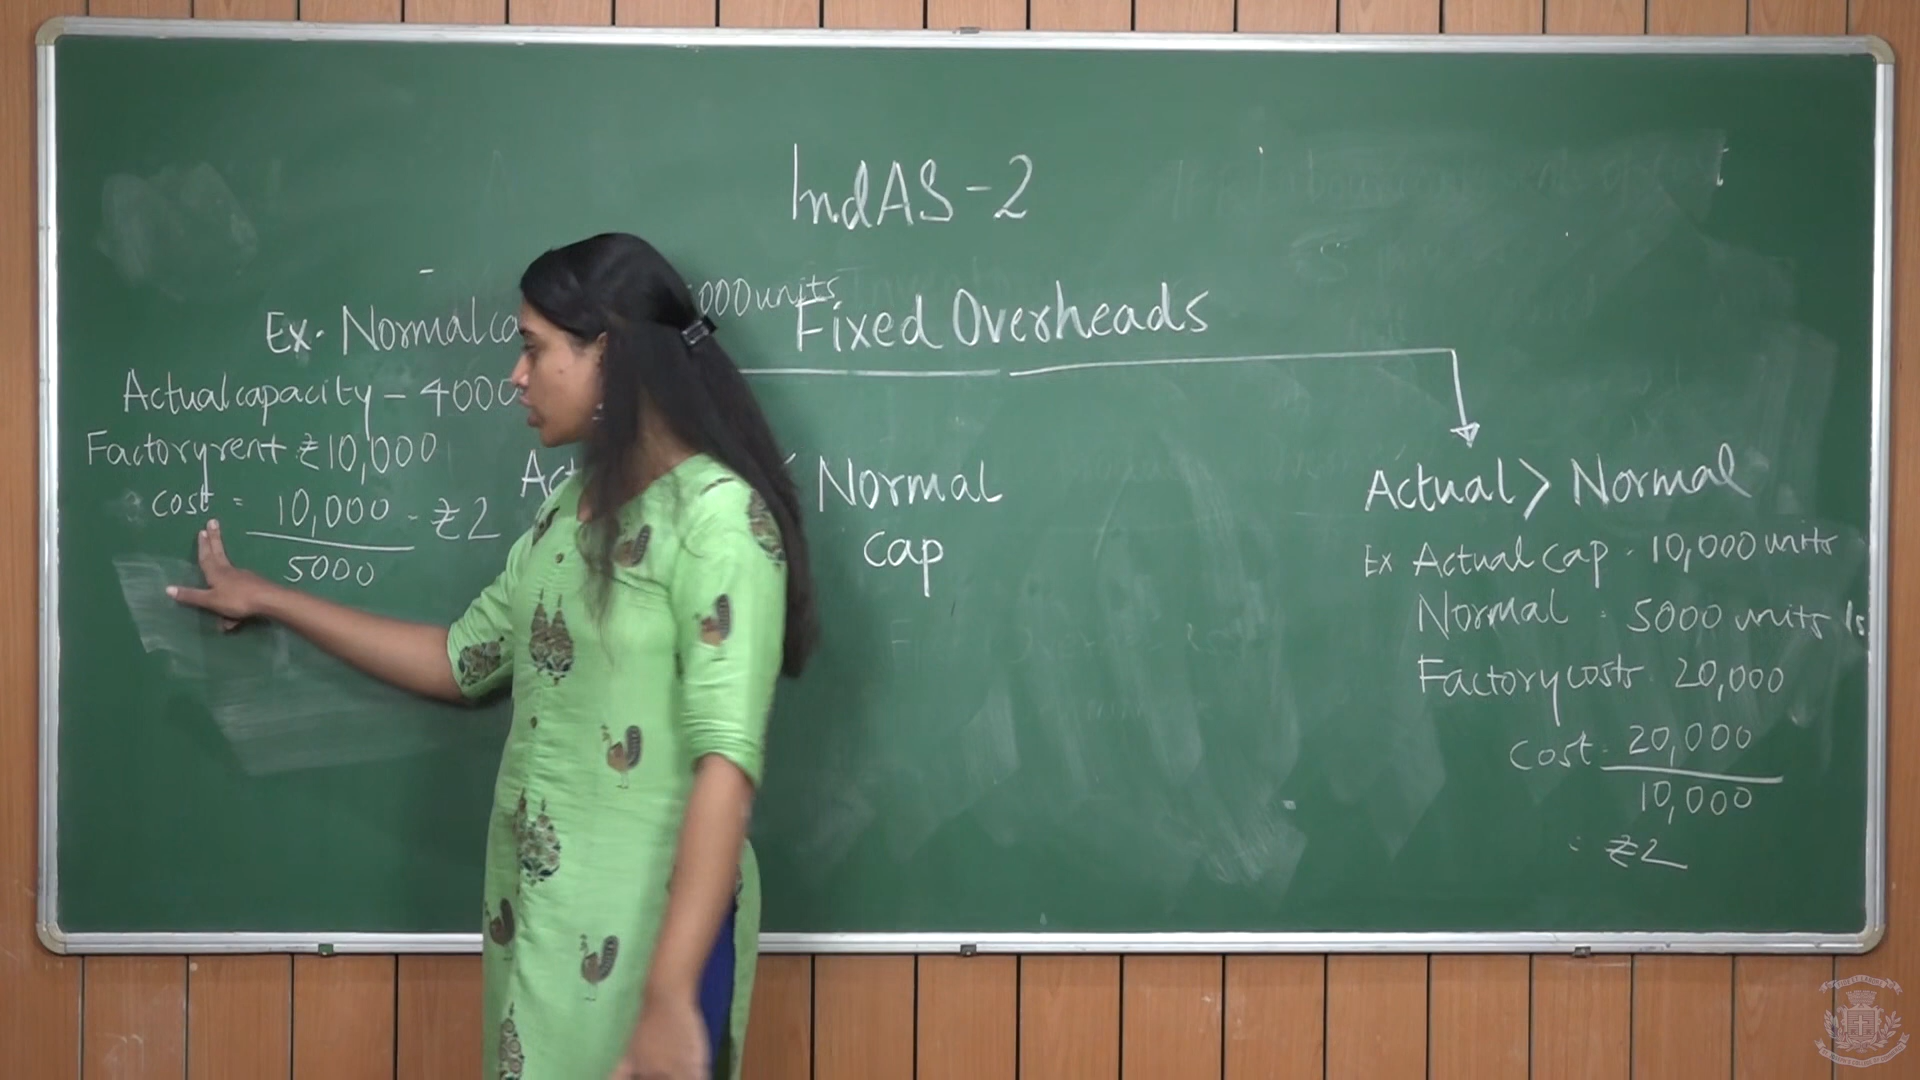 IndAS-2
Ex. Normal ca 000 units
Fixed Overheads
Actual capacity - 4000
Factory rent ₹10,000
cost = 10,000 - ₹2
5000
Normal
cap
Actual > Normal
Ex Actual cap - 10,000 units
Normal - 5000 units
Factory costs 20,000
Cost - 20,000
10,000
= ₹2